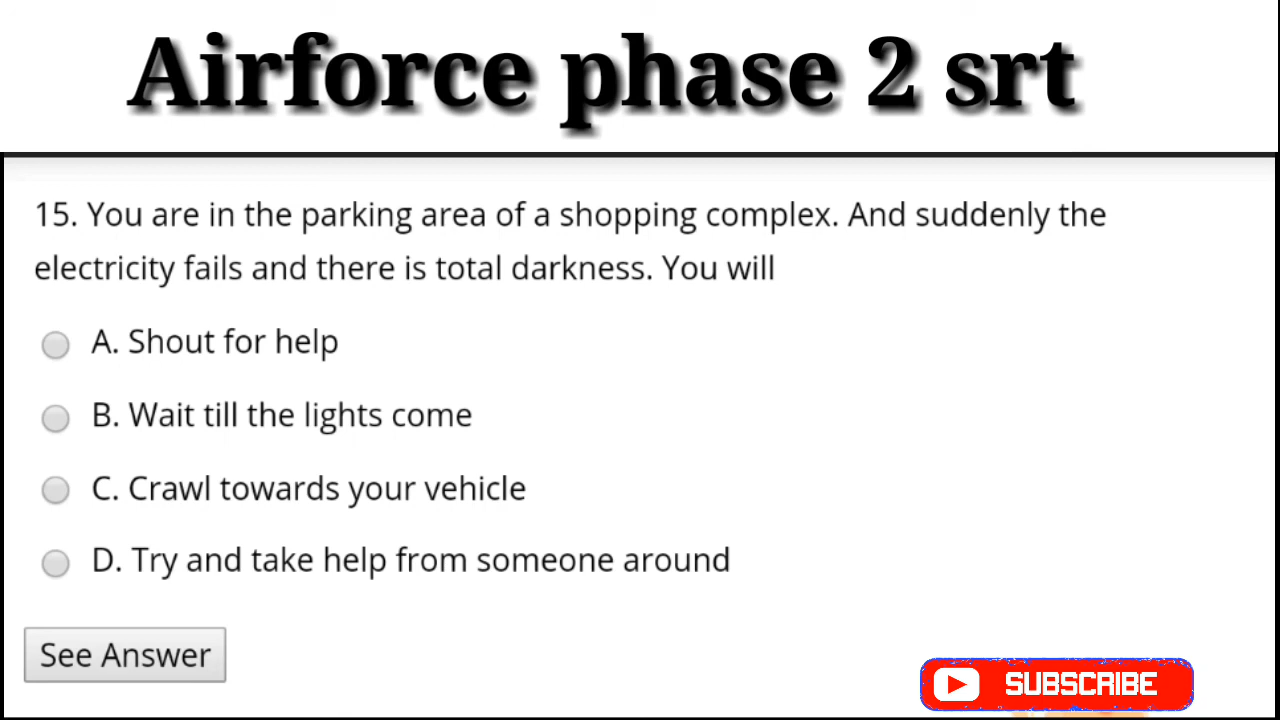 Airforce phase 2 srt
15. You are in the parking area of a shopping complex. And suddenly the
electricity fails and there is total darkness. You will
A. Shout for help
B. Wait till the lights come
C. Crawl towards your vehicle
D. Try and take help from someone around
See Answer
SUBSCRIBE